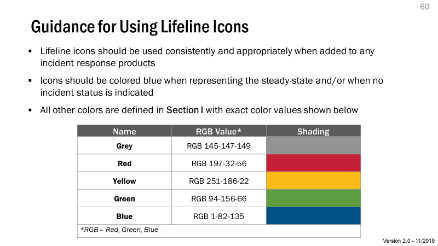 60
Guidance for Using Lifeline Icons
▪ Lifeline icons should be used consistently and appropriately when added to any
incident response products
▪ Icons should be colored blue when representing the steady-state and/or when no
incident status is indicated
▪ All other colors are defined in Section I with exact color values shown below
Name RGB Value* Shading
Grey RGB 145-147-149
Red RGB 197-32-56
Yellow RGB 251-186-22
Green RGB 94-156-66
Blue RGB 1-82-135
*RGB – Red, Green, Blue
Version 2.0 - 11/2019